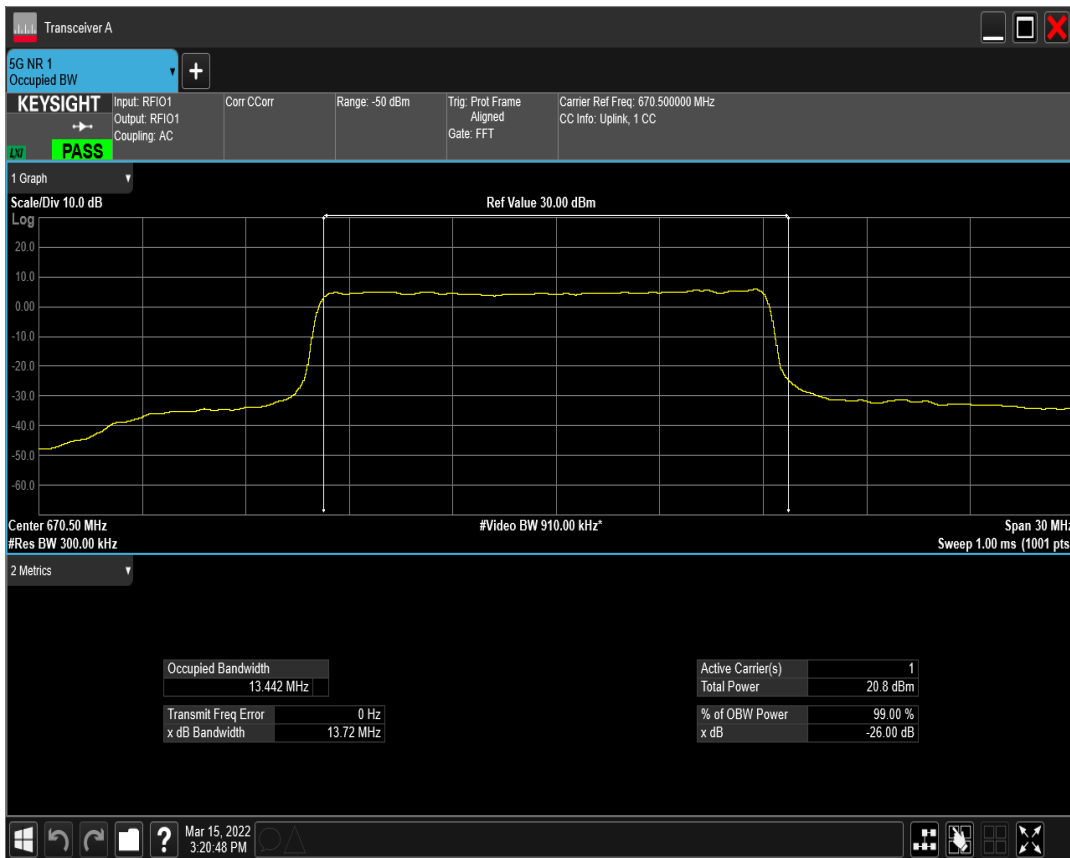 Transceiver A
5G NR 1
Occupied BW
KEYSIGHT
LXI
PASS
Input: RFIO1
Output: RFIO1
Coupling: AC
Corr CCorr
Range: -50 dBm
Trig: Prot Frame
Aligned
Gate: FFT
Carrier Ref Freq: 670.500000 MHz
CC Info: Uplink, 1 CC
1 Graph
Scale/Div 10.0 dB
Ref Value 30.00 dBm
Log
20.0
10.0
0.00
-10.0
-20.0
-30.0
-40.0
-50.0
-60.0
Center 670.50 MHz
#Video BW 910.00 kHz*
Span 30 MHz
#Res BW 300.00 kHz
Sweep 1.00 ms (1001 pts
2 Metrics
Occupied Bandwidth
13.442 MHz
Transmit Freq Error 0 Hz
x dB Bandwidth 13.72 MHz
Active Carrier(s) 1
Total Power 20.8 dBm
% of OBW Power 99.00 %
x dB -26.00 dB
?
Mar 15, 2022
3:20:48 PM